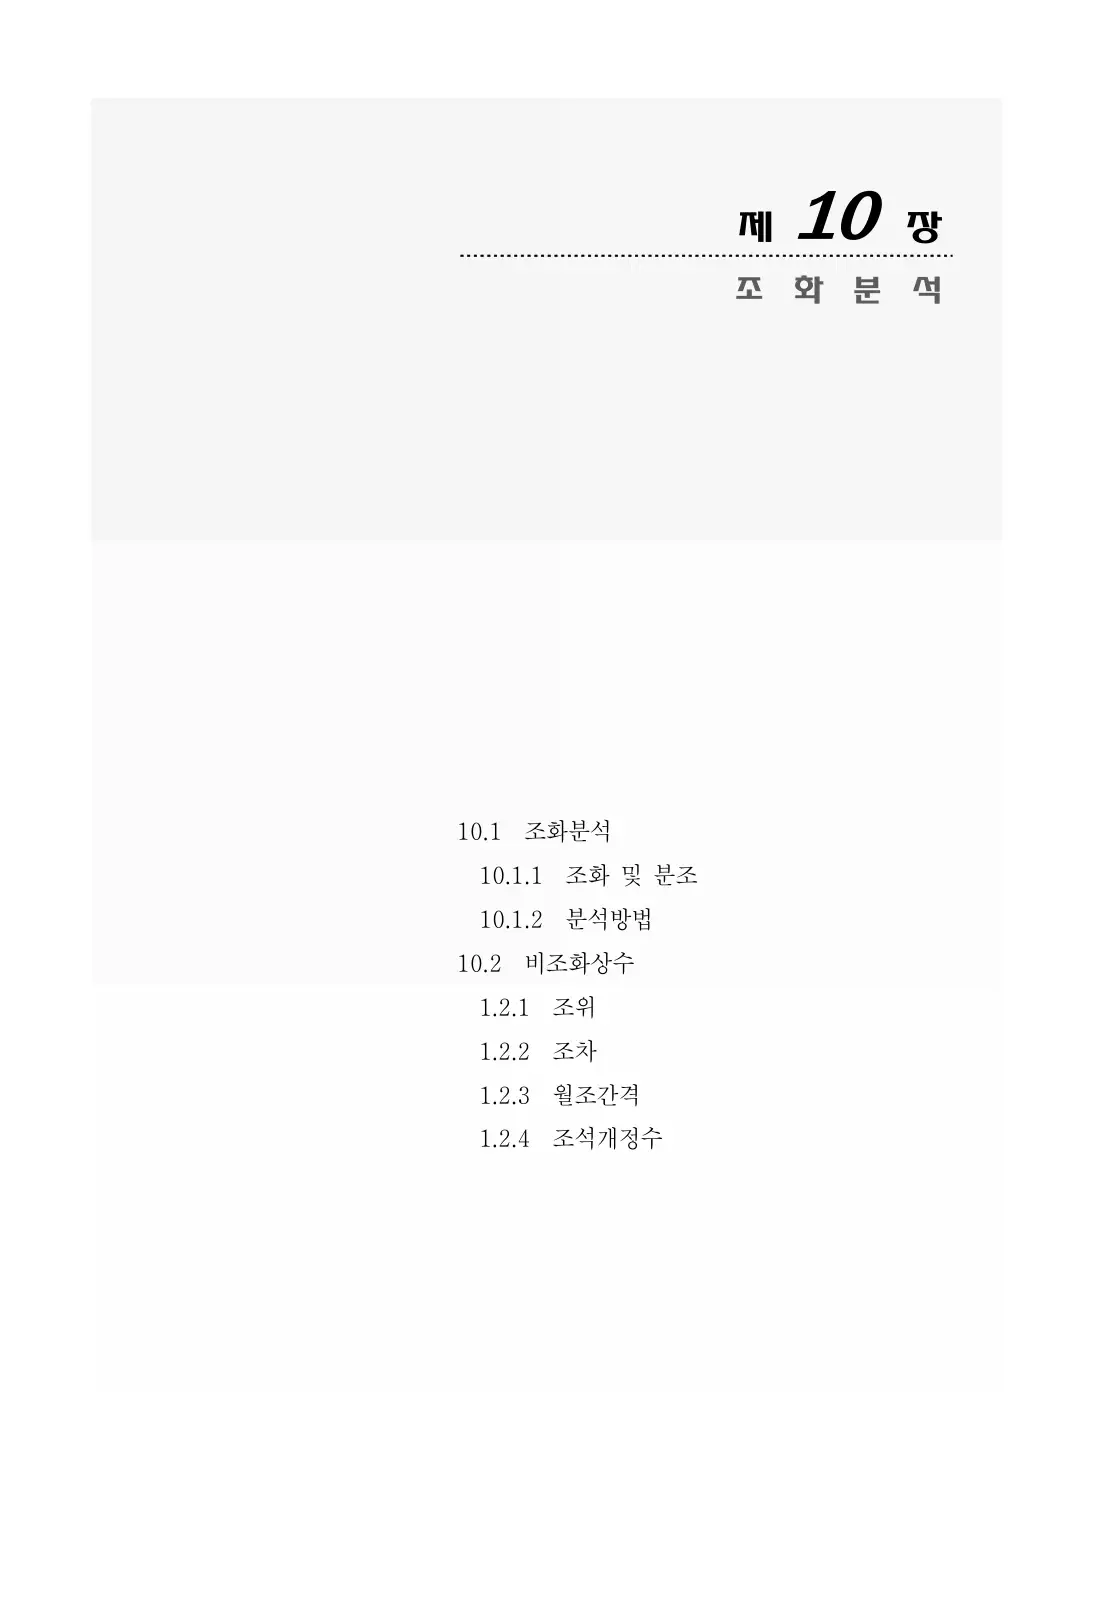 제 10 장
조 화 분 석
10.1 조화분석
10.1.1 조화 및 분조
10.1.2 분석방법
10.2 비조화상수
1.2.1 조위
1.2.2 조차
1.2.3 월조간격
1.2.4 조석개정수